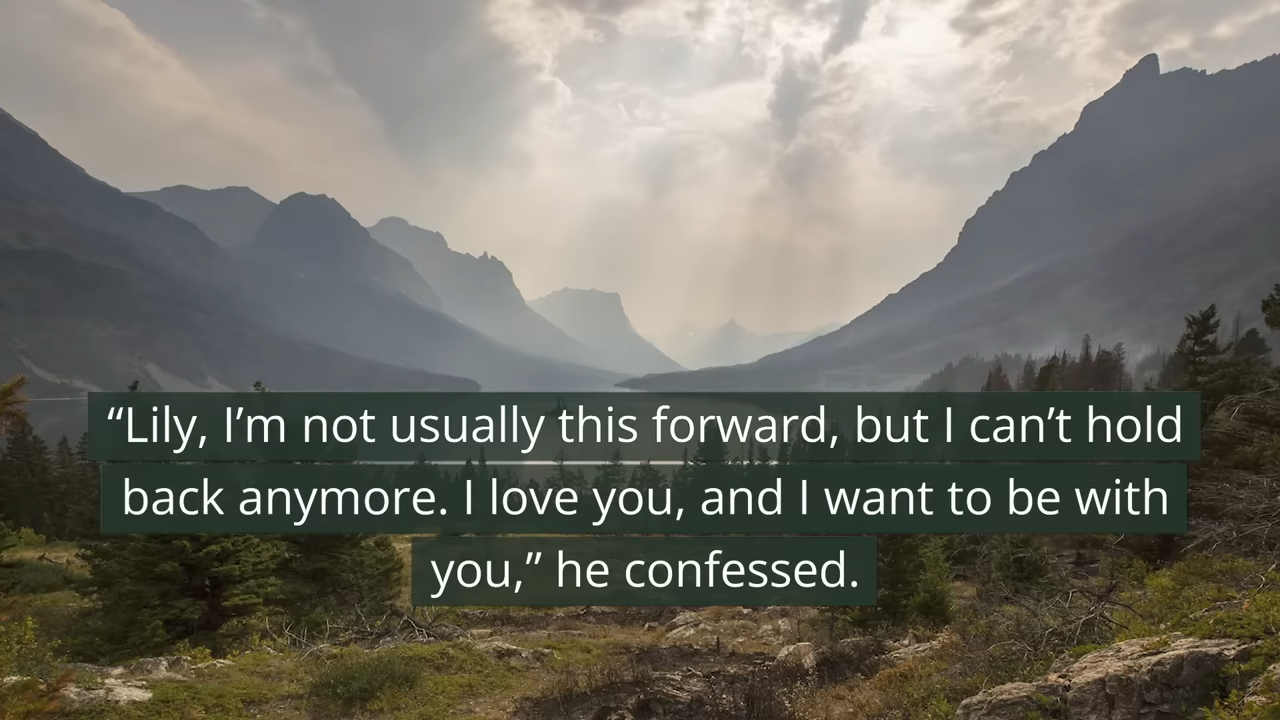 “Lily, I’m not usually this forward, but I can’t hold
back anymore. I love you, and I want to be with
you,” he confessed.